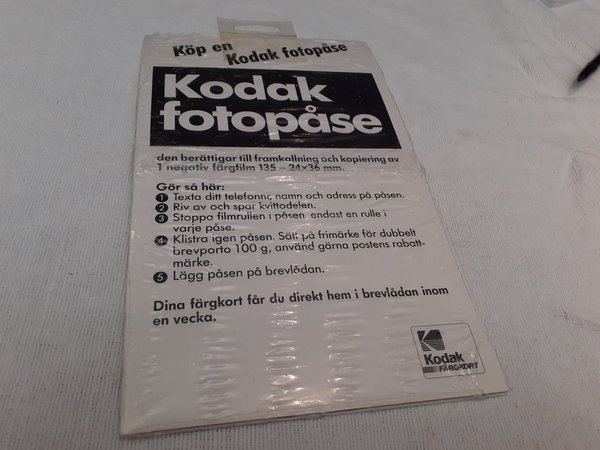 Köp en
Kodak fotopåse
Kodak
fotopåse
den berättigar till framkallning och kopiering av
1 negativ färgfilm 135 – 24×36 mm.
Gör så här:
1 Texta ditt telefonnr, namn och adress på påsen.
2 Riv av och spar kvittodelen.
3 Stoppa filmrullen i påsen, endast en rulle i
varje påse.
4 Klistra igen påsen. Sätt på frimärke för dubbelt
brevporto 100 g, använd gärna postens rabatt-
märke.
5 Lägg påsen på brevlådan.
Dina färgkort får du direkt hem i brevlådan inom
en vecka.
Kodak
FÄRGKORT